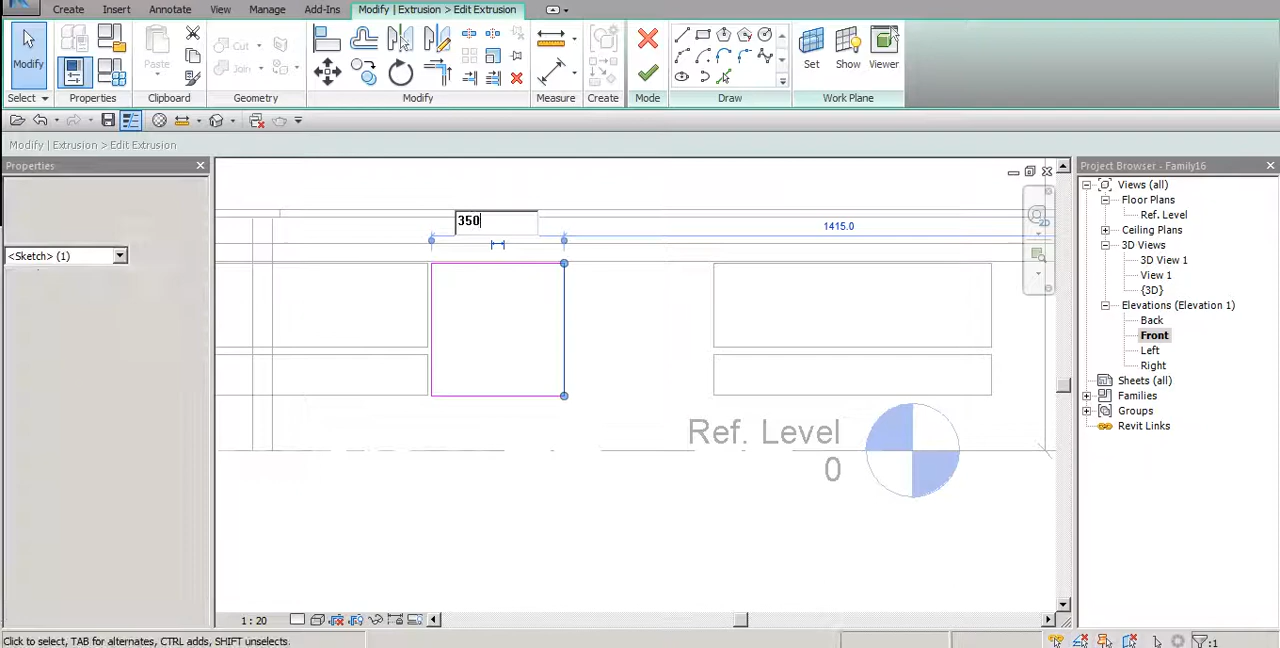 Create Insert Annotate View Manage Add-Ins Modify | Extrusion > Edit Extrusion
Modify Paste Cut Join Set Show Viewer
Select Properties Clipboard Geometry Modify Measure Create Mode Draw Work Plane
Modify | Extrusion > Edit Extrusion
Properties
Project Browser - Family16
<Sketch> (1)
350
1415.0
2D
Views (all)
Floor Plans
Ref. Level
Ceiling Plans
3D Views
3D View 1
View 1
{3D}
Elevations (Elevation 1)
Back
Front
Left
Right
Sheets (all)
Families
Groups
Revit Links
Ref. Level
0
1 : 20
Click to select, TAB for alternates, CTRL adds, SHIFT unselects.
:1